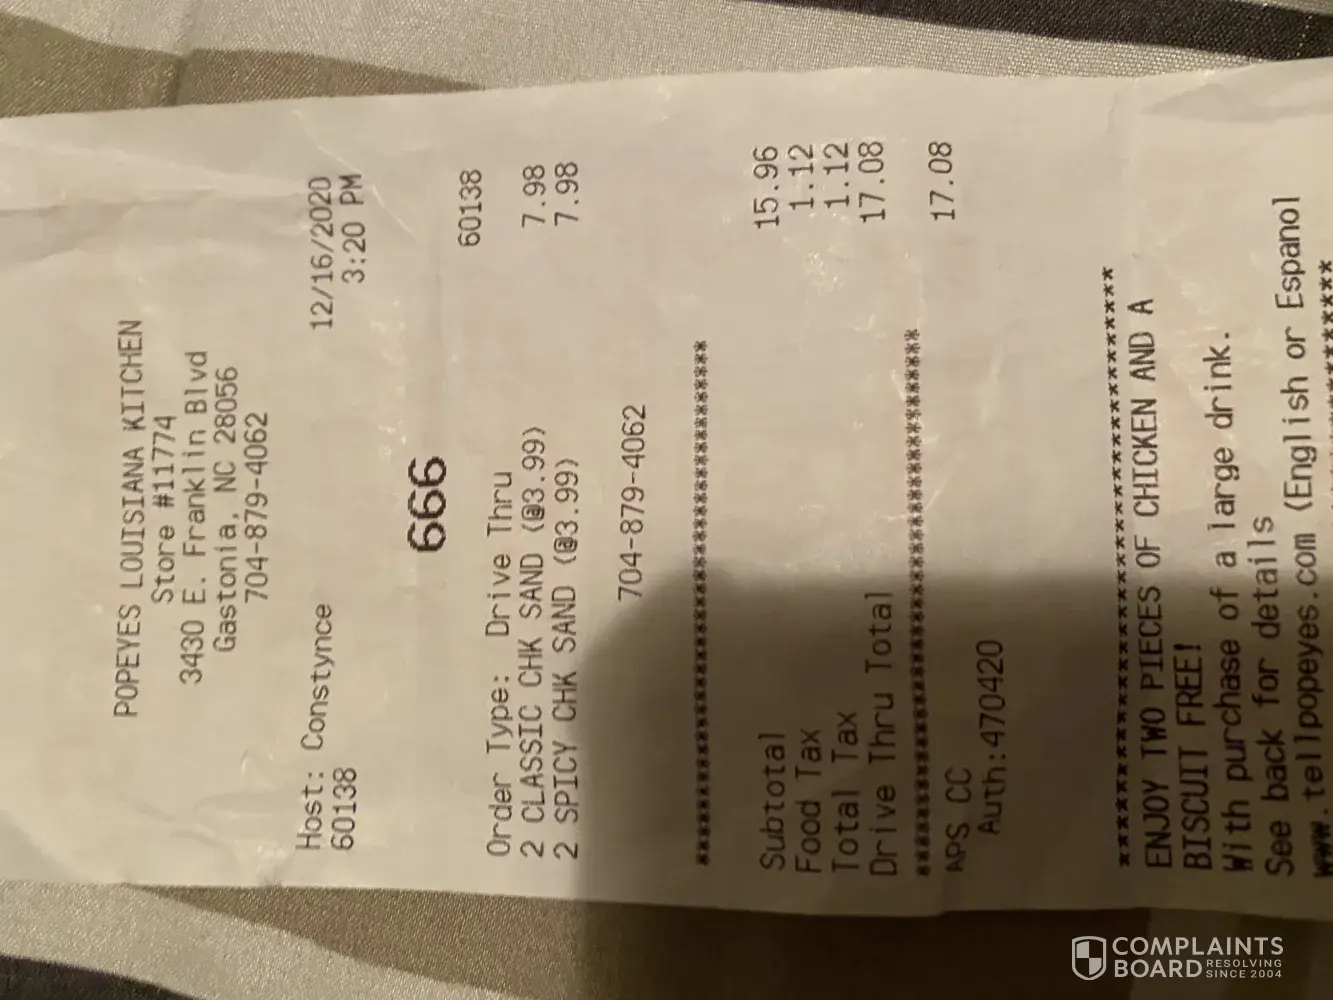 POPEYES LOUISIANA KITCHEN
Store #11774
3430 E. Franklin Blvd
Gastonia, NC 28056
704-879-4062
Host: Constynce 12/16/2020
60138 3:20 PM
666
60138
Order Type: Drive Thru
2 CLASSIC CHK SAND (@3.99) 7.98
2 SPICY CHK SAND (@3.99) 7.98
704-879-4062
****************************************
Subtotal 15.96
Food Tax 1.12
Total Tax 1.12
Drive Thru Total 17.08
****************************************
APS CC 17.08
Auth:470420
****************************************
ENJOY TWO PIECES OF CHICKEN AND A
BISCUIT FREE!
With purchase of a large drink.
See back for details
www.tellpopeyes.com (English or Espanol
COMPLAINTS
BOARD RESOLVING
SINCE 2004